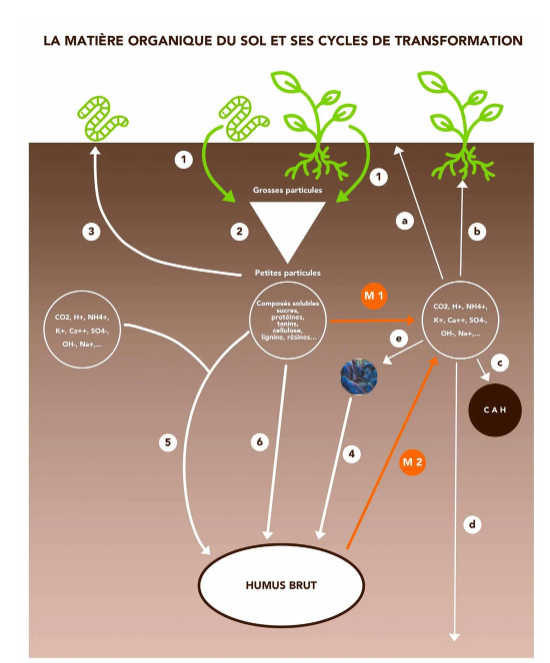 LA MATIÈRE ORGANIQUE DU SOL ET SES CYCLES DE TRANSFORMATION
1
1
Grosses particules
2
3
a
b
Petites particules
Composés solubles
sucres,
protéines,
tanins,
cellulose,
lignine, résines...
CO2, H+, NH4+,
K+, Ca++, SO4-,
OH-, Na+,...
M 1
CO2, H+, NH4+,
K+, Ca++, SO4-,
OH-, Na+,...
e
c
C A H
5
6
4
M 2
d
HUMUS BRUT